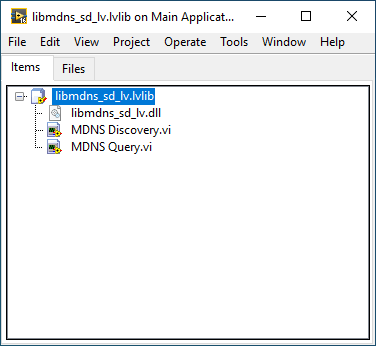 libmdns_sd_lv.lvlib on Main Applicat...
File Edit View Project Operate Tools Window Help
Items Files
libmdns_sd_lv.lvlib
libmdns_sd_lv.dll
MDNS Discovery.vi
MDNS Query.vi